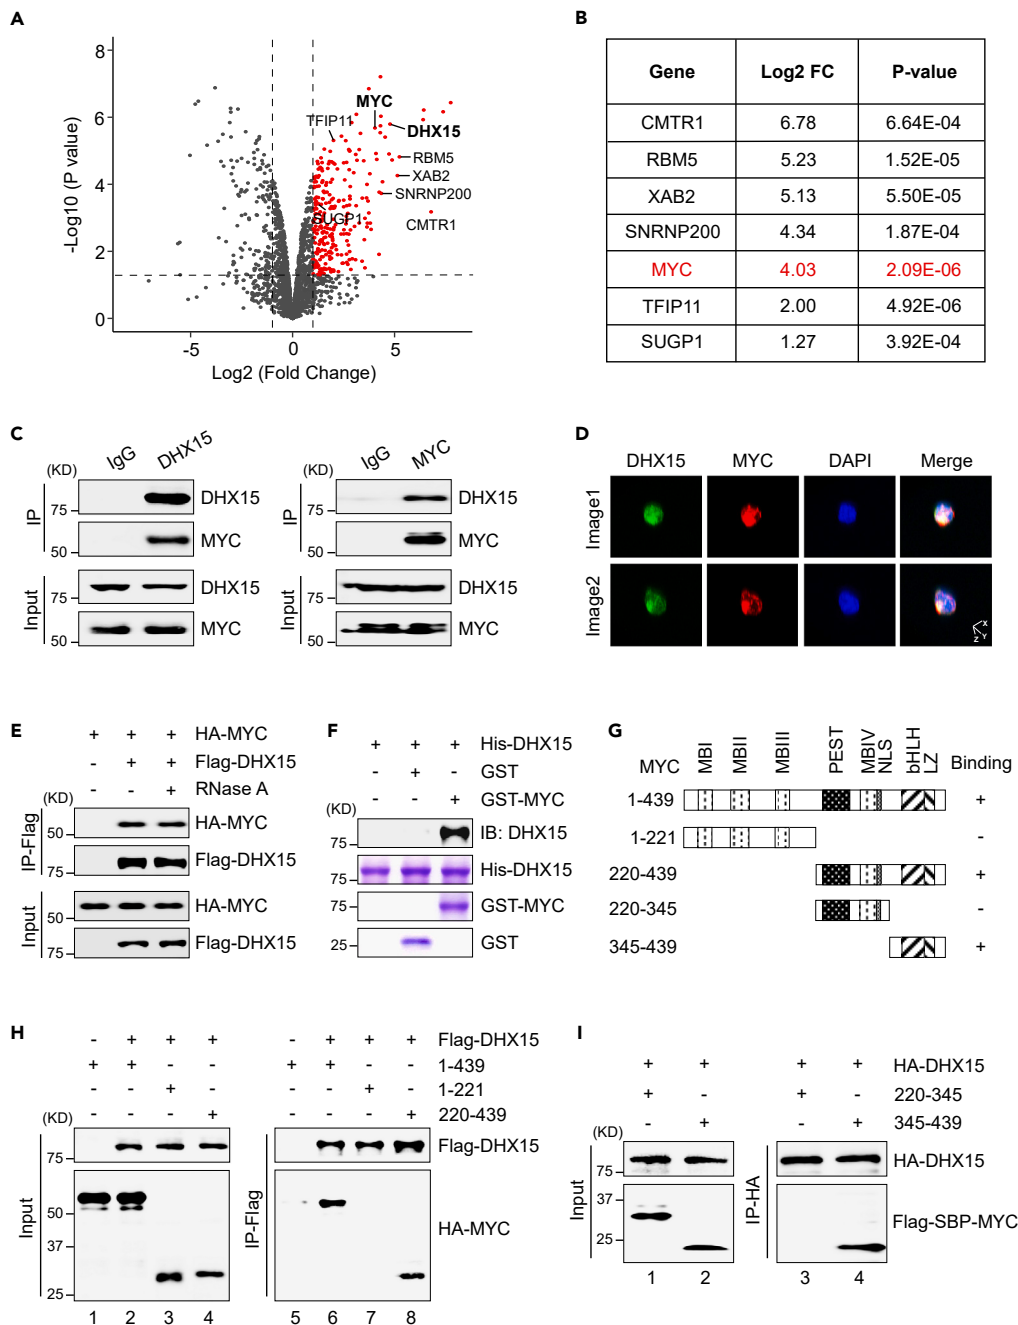 A
8
6
4
2
0
-Log10 (P value)
-5
0
5
Log2 (Fold Change)
MYC
TFIP11
DHX15
RBM5
XAB2
SNRNP200
SUGP1
CMTR1
B
Gene Log2 FC P-value
CMTR1 6.78 6.64E-04
RBM5 5.23 1.52E-05
XAB2 5.13 5.50E-05
SNRNP200 4.34 1.87E-04
MYC 4.03 2.09E-06
TFIP11 2.00 4.92E-06
SUGP1 1.27 3.92E-04
C
(KD) IgG DHX15
IP
75 DHX15
50 MYC
Input
75 DHX15
50 MYC
(KD) IgG MYC
IP
75 DHX15
50 MYC
Input
75 DHX15
50 MYC
D
DHX15 MYC DAPI Merge
Image1
Image2
X
Y
Z
E
+ + + HA-MYC
- + + Flag-DHX15
- - + RNase A
(KD)
IP-Flag
50 HA-MYC
75 Flag-DHX15
Input
50 HA-MYC
75 Flag-DHX15
F
+ + + His-DHX15
- + - GST
- - + GST-MYC
(KD)
75 IB: DHX15
75 His-DHX15
75 GST-MYC
25 GST
G
MYC MBI MBII MBIII PEST MBIV NLS bHLH LZ Binding
1-439 +
1-221 -
220-439 +
220-345 -
345-439 +
H
- + + + - + + + Flag-DHX15
+ + - - + + - - 1-439
- - + - - - + - 1-221
- - - + - - - + 220-439
(KD)
75 Flag-DHX15
Input
IP-Flag
50
37
25
HA-MYC
1 2 3 4 5 6 7 8
I
+ + + + HA-DHX15
+ - + - 220-345
- + - + 345-439
(KD)
75 HA-DHX15
Input
IP-HA
37
25
Flag-SBP-MYC
1 2 3 4